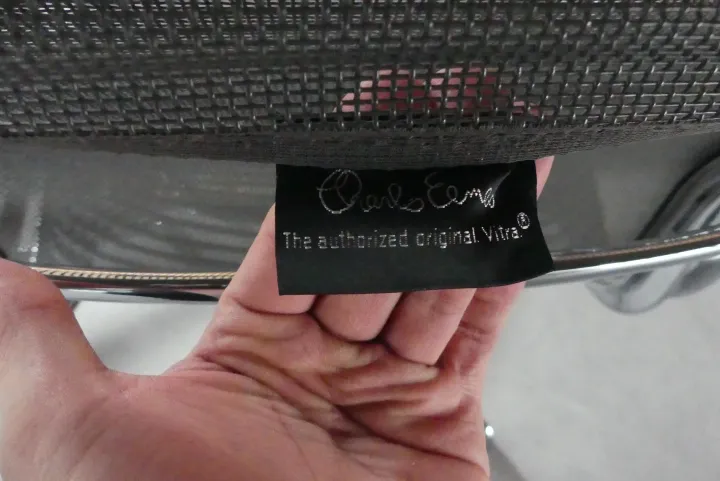 Charles Eames
The authorized original. Vitra.®